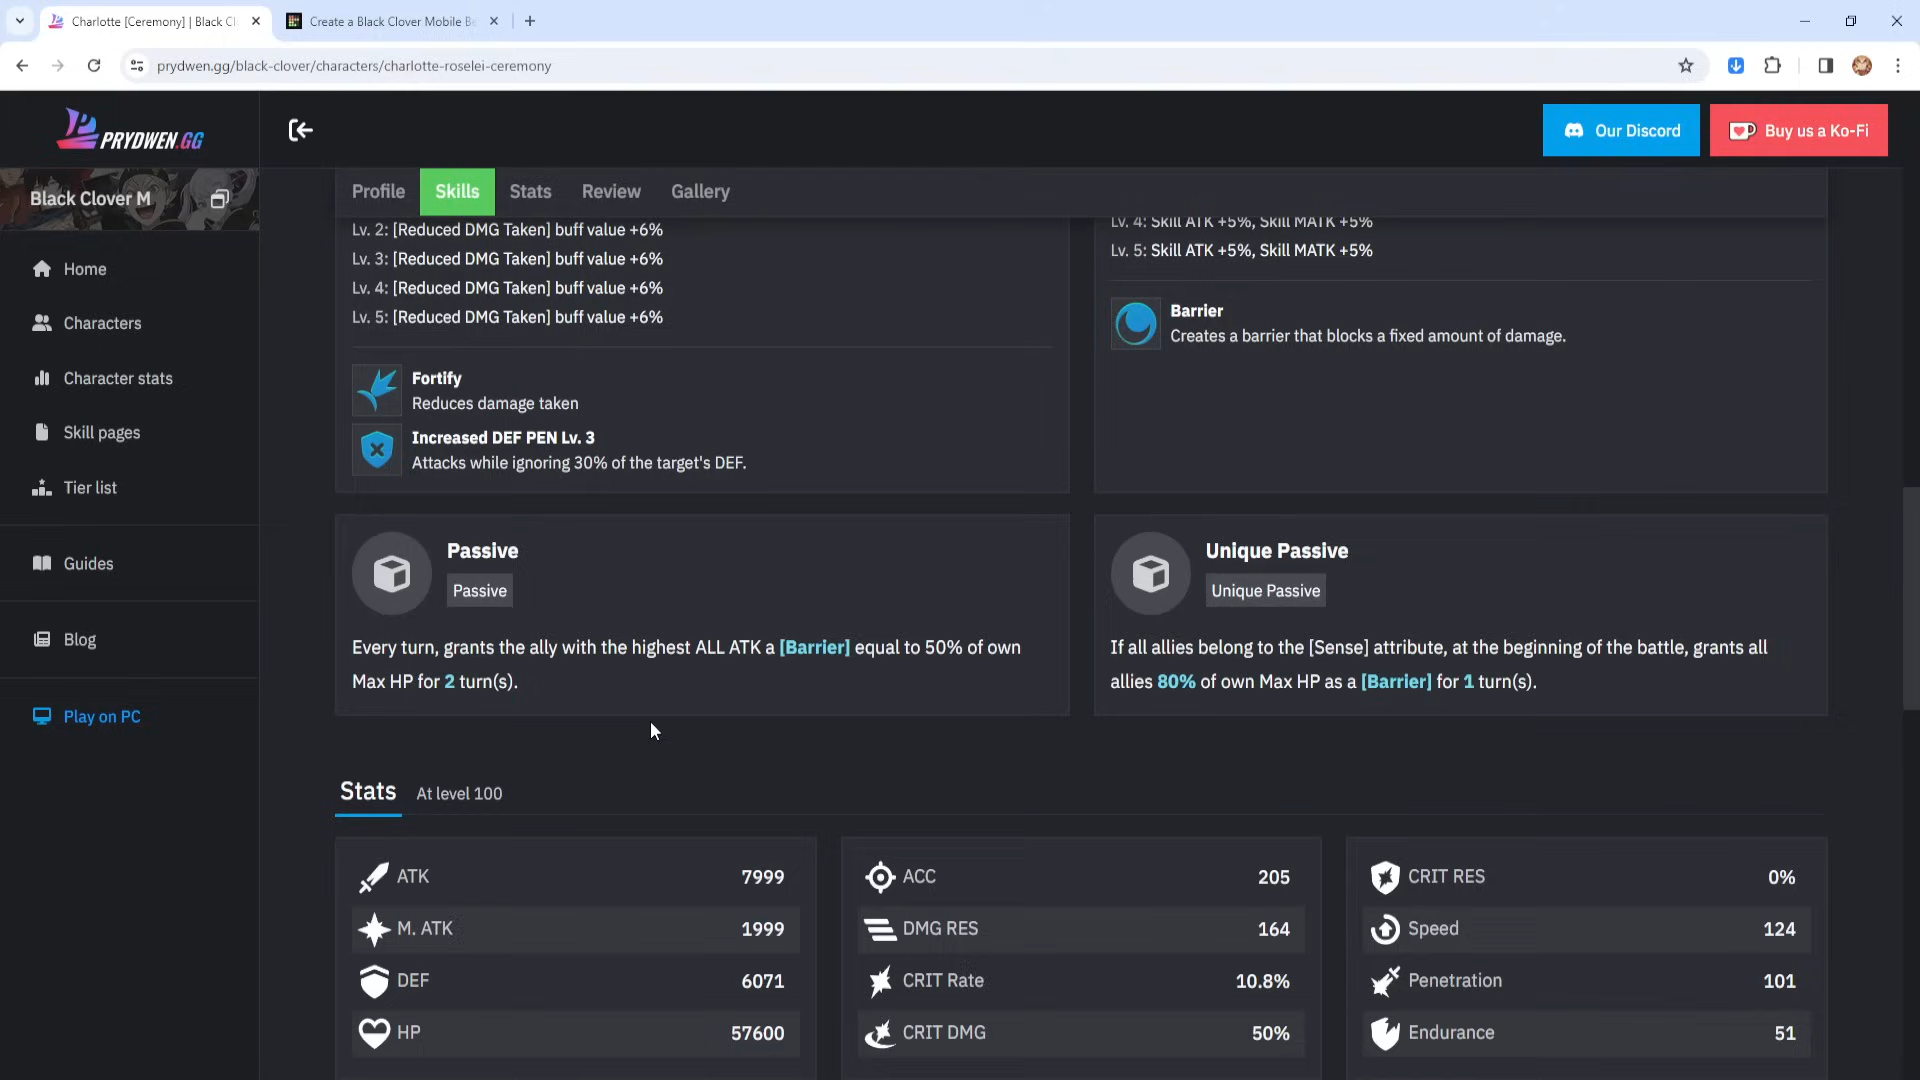 Charlotte [Ceremony] | Black Cl
Create a Black Clover Mobile Be
prydwen.gg/black-clover/characters/charlotte-roselei-ceremony
PRYDWEN.GG
Our Discord
Buy us a Ko-Fi
Black Clover M
Home
Characters
Character stats
Skill pages
Tier list
Guides
Blog
Play on PC
Profile Skills Stats Review Gallery
Lv. 2: [Reduced DMG Taken] buff value +6%
Lv. 3: [Reduced DMG Taken] buff value +6%
Lv. 4: [Reduced DMG Taken] buff value +6%
Lv. 5: [Reduced DMG Taken] buff value +6%
Fortify
Reduces damage taken
Increased DEF PEN Lv. 3
Attacks while ignoring 30% of the target's DEF.
Lv. 4: Skill ATK +5%, Skill MATK +5%
Lv. 5: Skill ATK +5%, Skill MATK +5%
Barrier
Creates a barrier that blocks a fixed amount of damage.
Passive
Passive
Every turn, grants the ally with the highest ALL ATK a [Barrier] equal to 50% of own
Max HP for 2 turn(s).
Unique Passive
Unique Passive
If all allies belong to the [Sense] attribute, at the beginning of the battle, grants all
allies 80% of own Max HP as a [Barrier] for 1 turn(s).
Stats At level 100
ATK 7999
M. ATK 1999
DEF 6071
HP 57600
ACC 205
DMG RES 164
CRIT Rate 10.8%
CRIT DMG 50%
CRIT RES 0%
Speed 124
Penetration 101
Endurance 51